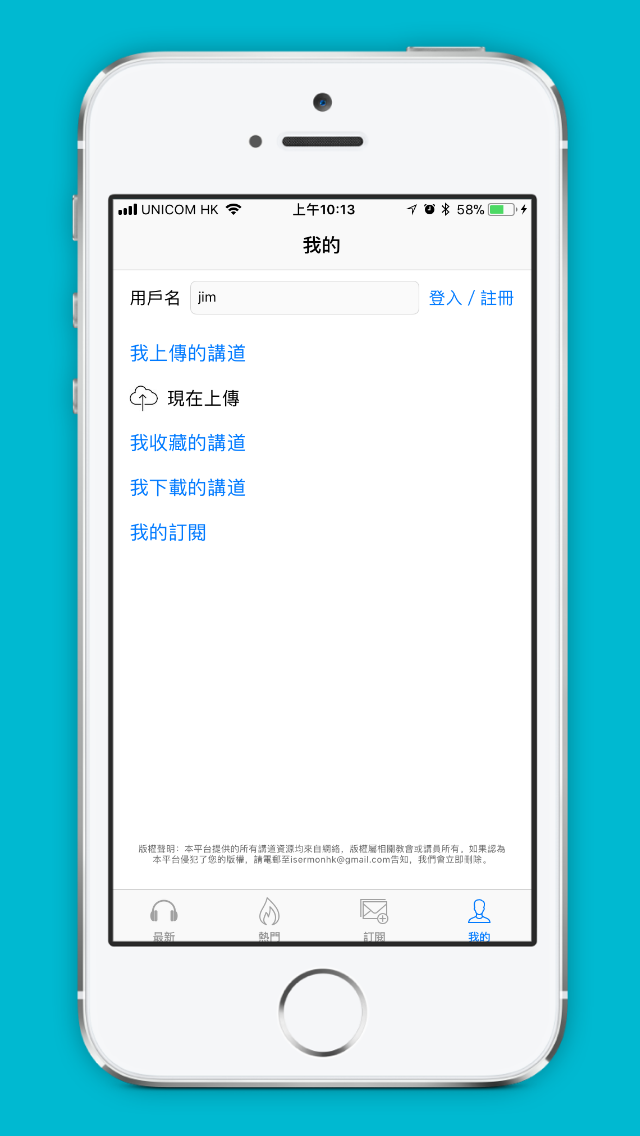 UNICOM HK 上午10:13 58%
我的
用戶名 jim 登入 / 註冊
我上傳的講道
現在上傳
我收藏的講道
我下載的講道
我的訂閱
版權聲明：本平台提供的所有講道資源均來自網絡，版權屬相關教會或講員所有。如果認為
本平台侵犯了您的版權，請電郵至isermonhk@gmail.com告知，我們會立即刪除。
最新 熱門 訂閱 我的